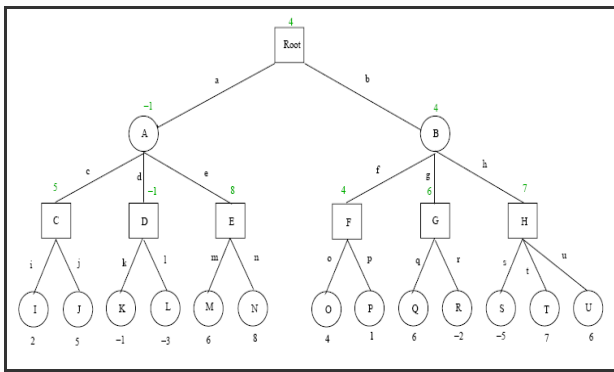 4
Root
a b
–1 4
A B
c d e f g h
5 –1 8 4 6 7
C D E F G H
i j k l m n o p q r s t u
I J K L M N O P Q R S T U
2 5 –1 –3 6 8 4 1 6 –2 –5 7 6